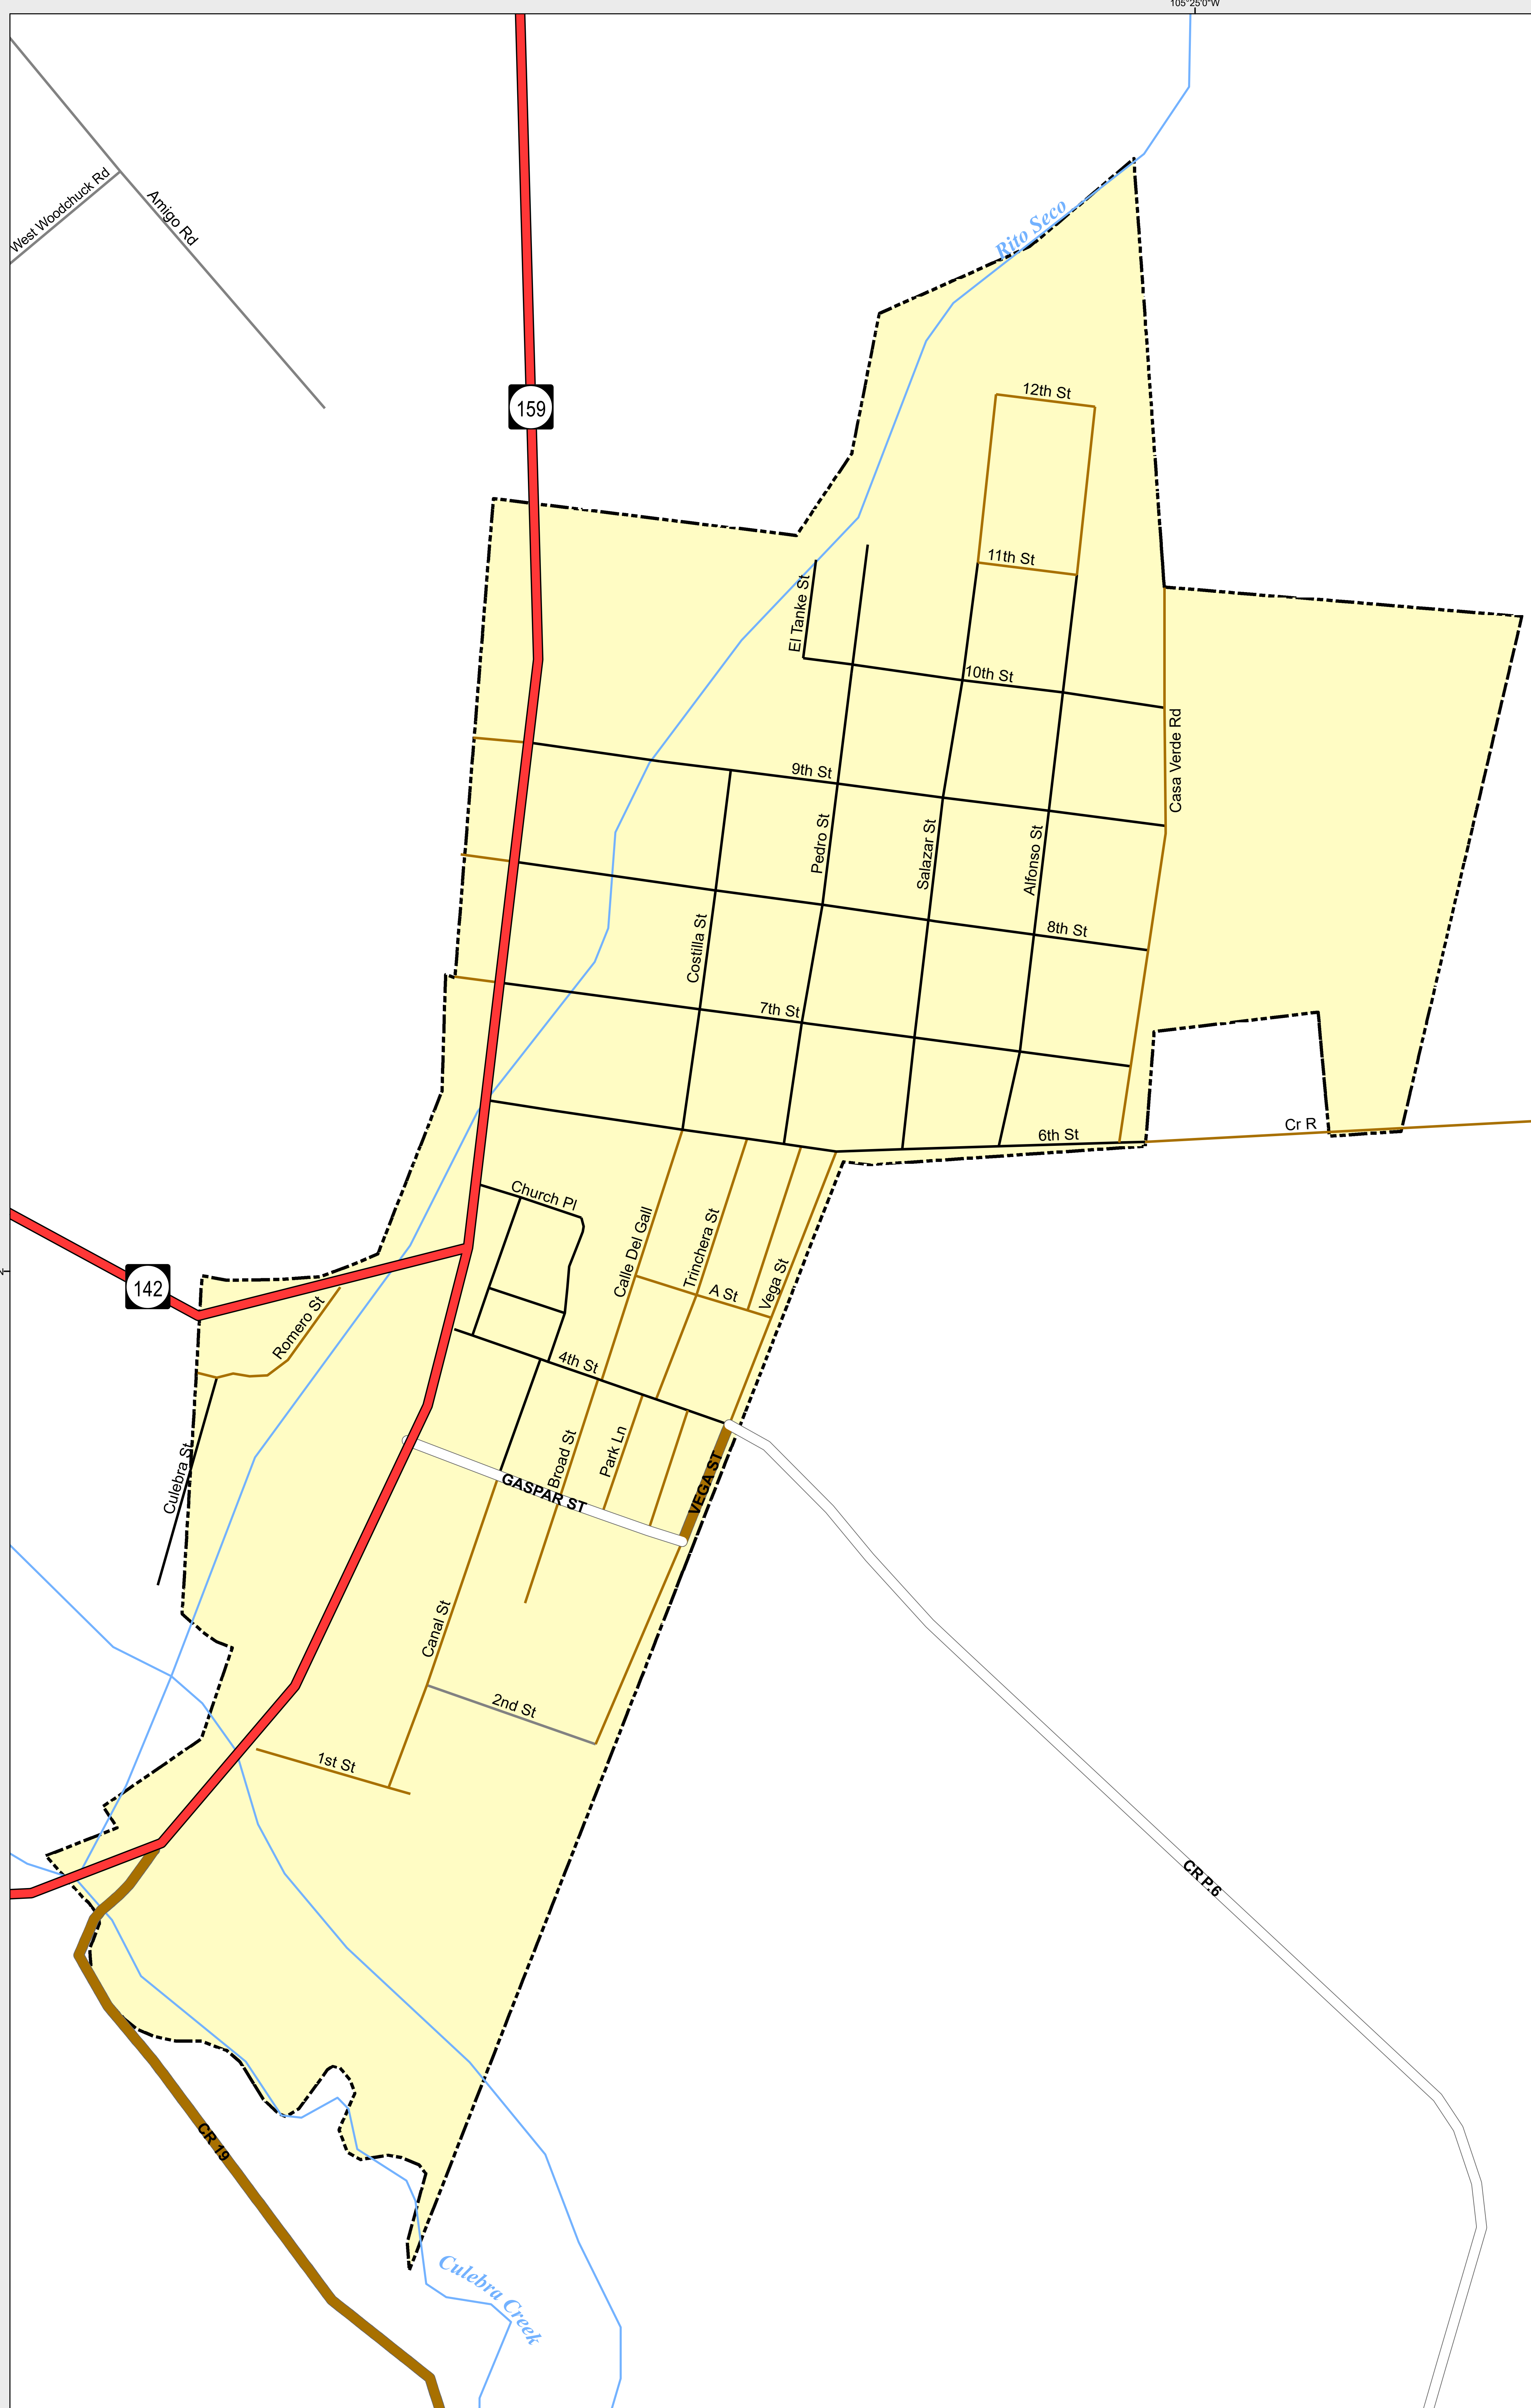 105°25'0"W
West Woodchuck Rd
Amigo Rd
Rito Seco
159
12th St
11th St
El Tanke St
10th St
Casa Verde Rd
9th St
Pedro St
Salazar St
Alfonso St
8th St
Costilla St
7th St
6th St
Cr R
Church Pl
Calle Del Gall
Trinchera St
A St
Vega St
142
Romero St
4th St
Culebra St
Broad St
Park Ln
GASPAR ST
VEGA ST
Canal St
2nd St
1st St
CR P.6
CR 19
Culebra Creek